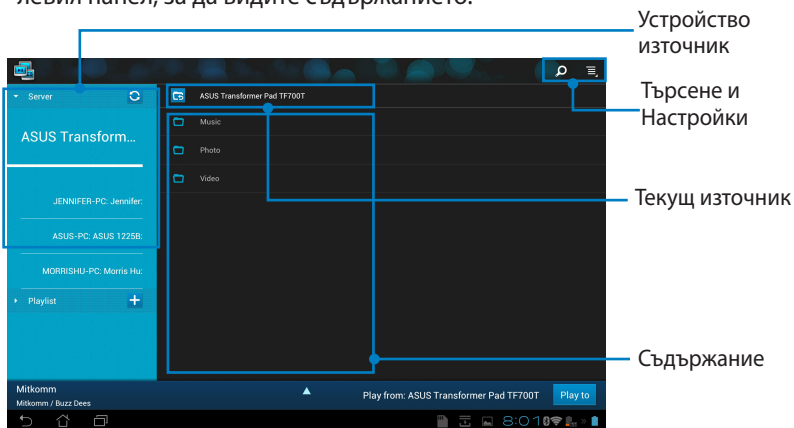 левия панел, за да видите съдържанието.
Устройство
източник
Търсене и
Настройки
Текущ източник
Съдържание
Server
ASUS Transform...
JENNIFER-PC: Jennifer:
ASUS-PC: ASUS 1225B:
MORRISHU-PC: Morris Hu:
Playlist
ASUS Transformer Pad TF700T
Music
Photo
Video
Mitkomm
Mitkomm / Buzz Dees
Play from: ASUS Transformer Pad TF700T
Play to
8:01